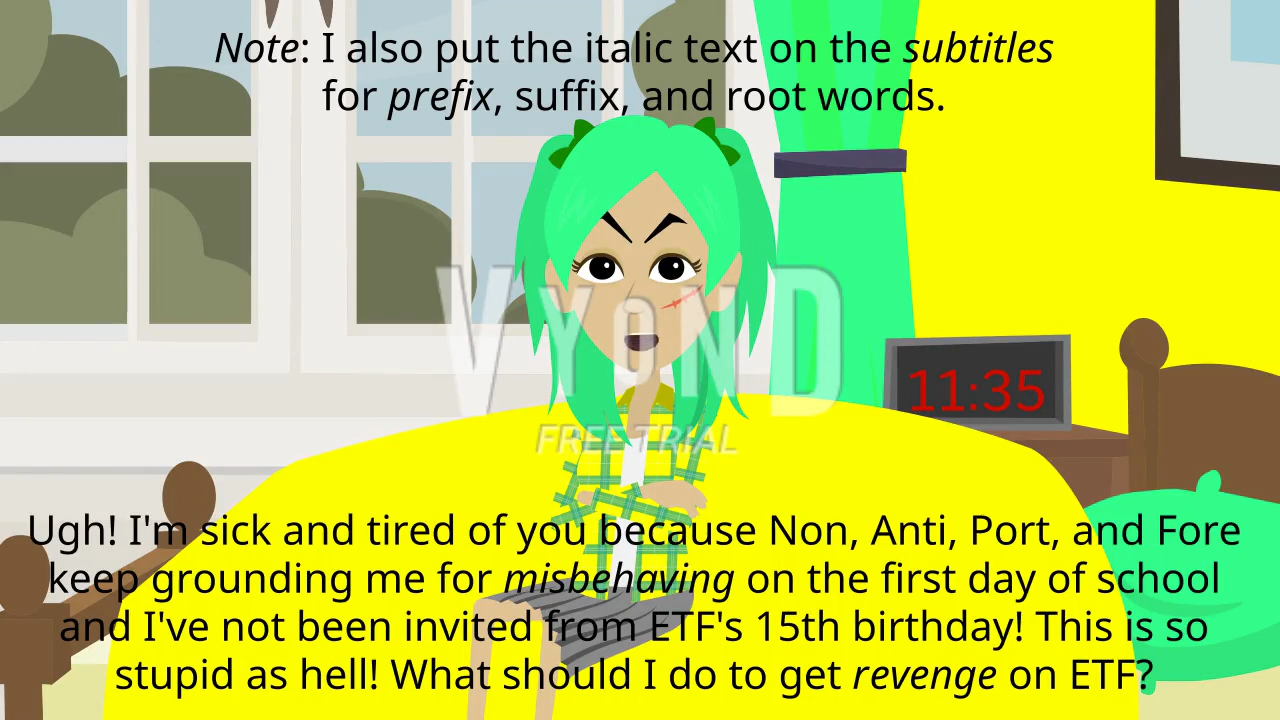 Note: I also put the italic text on the subtitles
for prefix, suffix, and root words.
VYOND
FREE TRIAL
11:35
Ugh! I'm sick and tired of you because Non, Anti, Port, and Fore
keep grounding me for misbehaving on the first day of school
and I've not been invited from ETF's 15th birthday! This is so
stupid as hell! What should I do to get revenge on ETF?